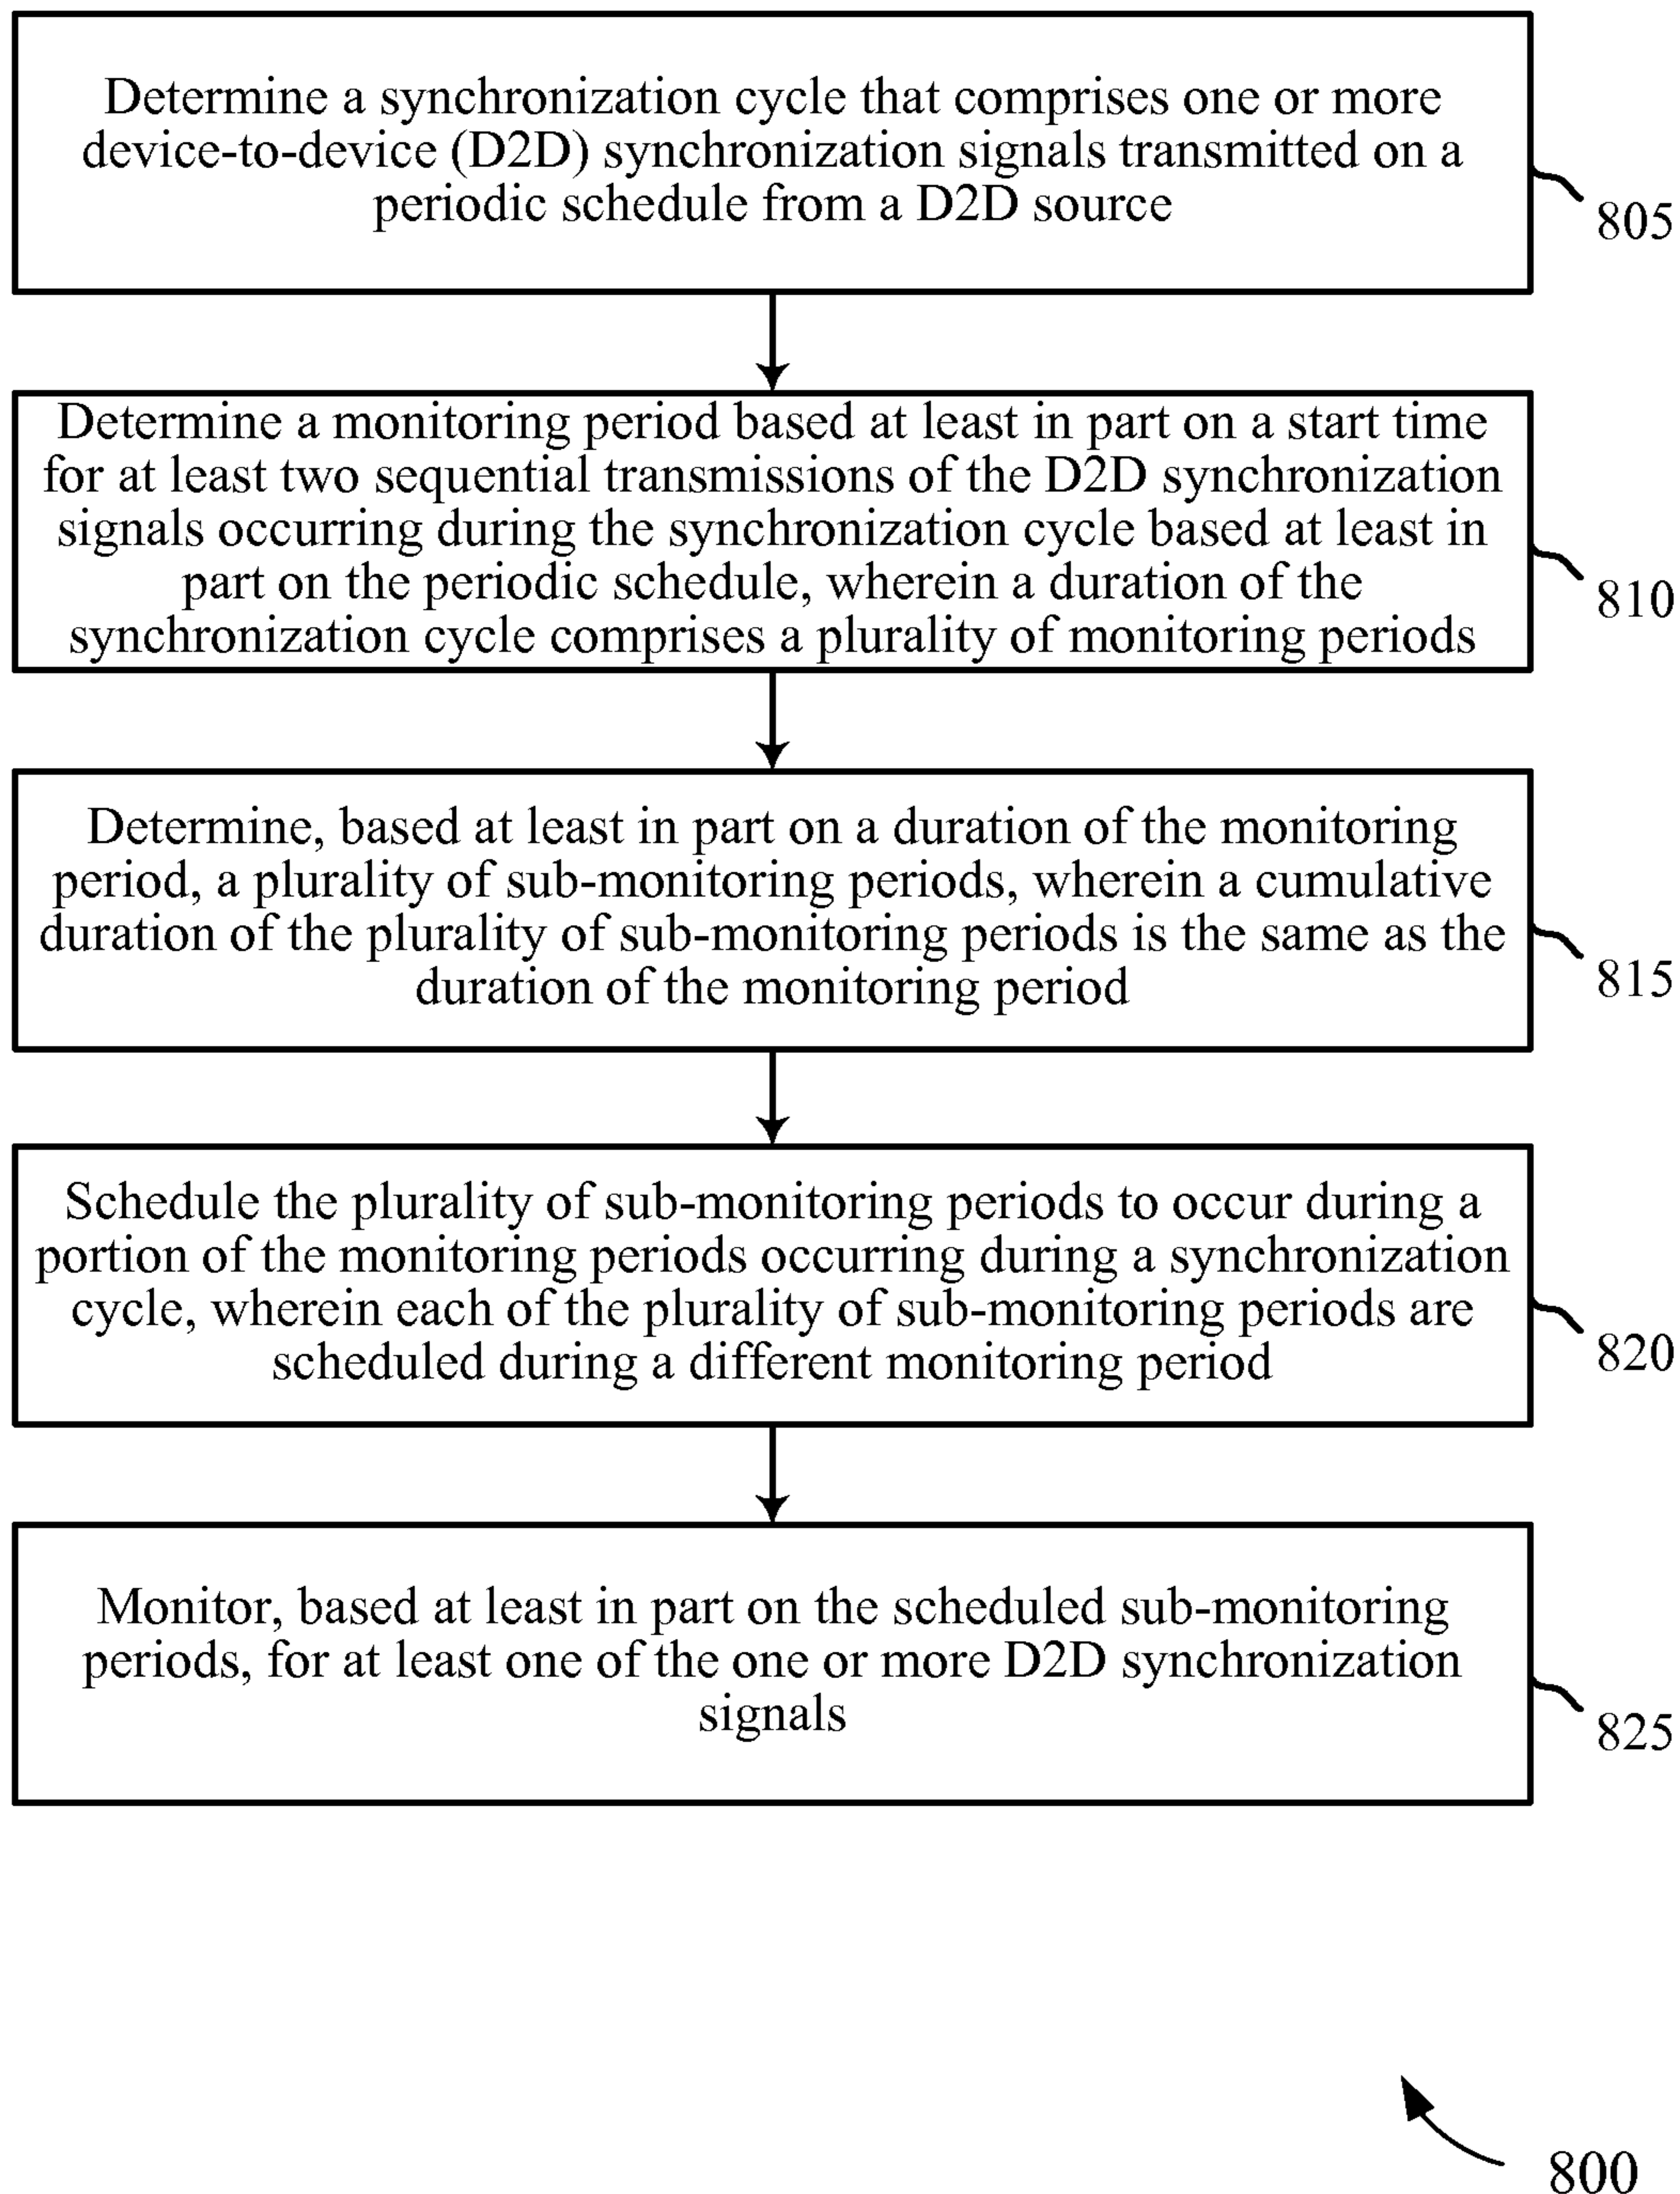 Determine a synchronization cycle that comprises one or more
device-to-device (D2D) synchronization signals transmitted on a
periodic schedule from a D2D source
805
Determine a monitoring period based at least in part on a start time
for at least two sequential transmissions of the D2D synchronization
signals occurring during the synchronization cycle based at least in
part on the periodic schedule, wherein a duration of the
synchronization cycle comprises a plurality of monitoring periods
810
Determine, based at least in part on a duration of the monitoring
period, a plurality of sub-monitoring periods, wherein a cumulative
duration of the plurality of sub-monitoring periods is the same as the
duration of the monitoring period
815
Schedule the plurality of sub-monitoring periods to occur during a
portion of the monitoring periods occurring during a synchronization
cycle, wherein each of the plurality of sub-monitoring periods are
scheduled during a different monitoring period
820
Monitor, based at least in part on the scheduled sub-monitoring
periods, for at least one of the one or more D2D synchronization
signals
825
800